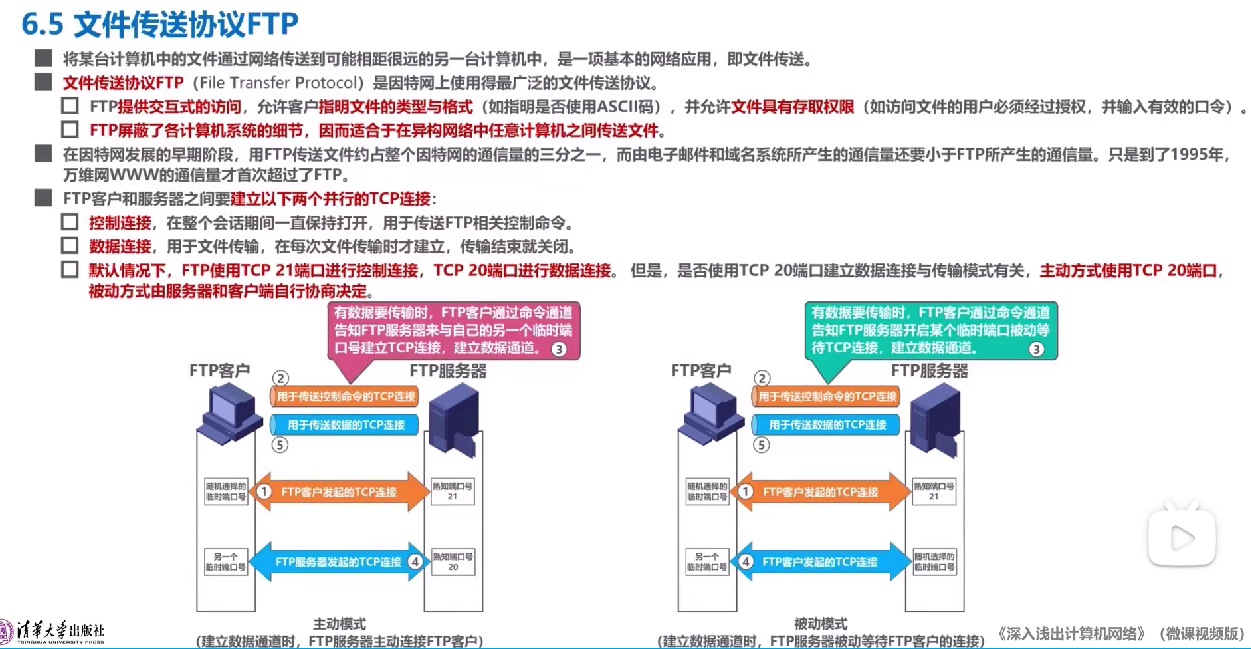 6.5 文件传送协议FTP
将某台计算机中的文件通过网络传送到可能相距很远的另一台计算机中，是一项基本的网络应用，即文件传送。
文件传送协议FTP（File Transfer Protocol）是因特网上使用得最广泛的文件传送协议。
FTP提供交互式的访问，允许客户指明文件的类型与格式（如指明是否使用ASCII码），并允许文件具有存取权限（如访问文件的用户必须经过授权，并输入有效的口令）。
FTP屏蔽了各计算机系统的细节，因而适合于在异构网络中任意计算机之间传送文件。
在因特网发展的早期阶段，用FTP传送文件约占整个因特网的通信量的三分之一，而由电子邮件和域名系统所产生的通信量还要小于FTP所产生的通信量。只是到了1995年，
万维网WWW的通信量才首次超过了FTP。
FTP客户和服务器之间要建立以下两个并行的TCP连接：
控制连接，在整个会话期间一直保持打开，用于传送FTP相关控制命令。
数据连接，用于文件传输，在每次文件传输时才建立，传输结束就关闭。
默认情况下，FTP使用TCP 21端口进行控制连接，TCP 20端口进行数据连接。 但是，是否使用TCP 20端口建立数据连接与传输模式有关，主动方式使用TCP 20端口，
被动方式由服务器和客户端自行协商决定。
有数据要传输时，FTP客户通过命令通道
告知FTP服务器来与自己的另一个临时端
口号建立TCP连接，建立数据通道。 ③
FTP客户
FTP服务器
②
用于传送控制命令的TCP连接
用于传送数据的TCP连接
⑤
随机选择的
临时端口号
① FTP客户发起的TCP连接
熟知端口号
21
另一个
临时端口号
FTP服务器发起的TCP连接 ④
熟知端口号
20
主动模式
(建立数据通道时，FTP服务器主动连接FTP客户)
有数据要传输时，FTP客户通过命令通道
告知FTP服务器开启某个临时端口被动等
待TCP连接，建立数据通道。 ③
FTP客户
FTP服务器
②
用于传送控制命令的TCP连接
用于传送数据的TCP连接
⑤
随机选择的
临时端口号
① FTP客户发起的TCP连接
熟知端口号
21
另一个
临时端口号
④ FTP客户发起的TCP连接
随机选择的
临时端口号
被动模式
(建立数据通道时，FTP服务器被动等待FTP客户的连接)
清华大学出版社
TSINGHUA UNIVERSITY PRESS
《深入浅出计算机网络》（微课视频版）